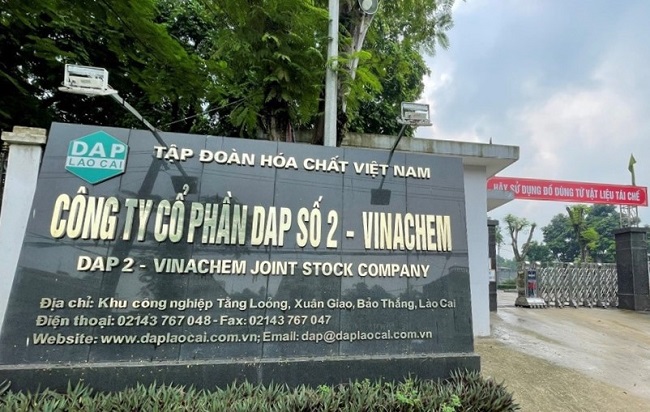 DAP
LAO CAI
TẬP ĐOÀN HÓA CHẤT VIỆT NAM
CÔNG TY CỔ PHẦN DAP SỐ 2 - VINACHEM
DAP 2 - VINACHEM JOINT STOCK COMPANY
Địa chỉ: Khu công nghiệp Tằng Loỏng, Xuân Giao, Bảo Thắng, Lào Cai
Điện thoại: 02143 767 048 - Fax: 02143 767 047
Website: www.daplaocai.com.vn; Email: dap@daplaocai.com.vn
HÃY SỬ DỤNG ĐỒ DÙNG TỪ VẬT LIỆU TÁI CHẾ